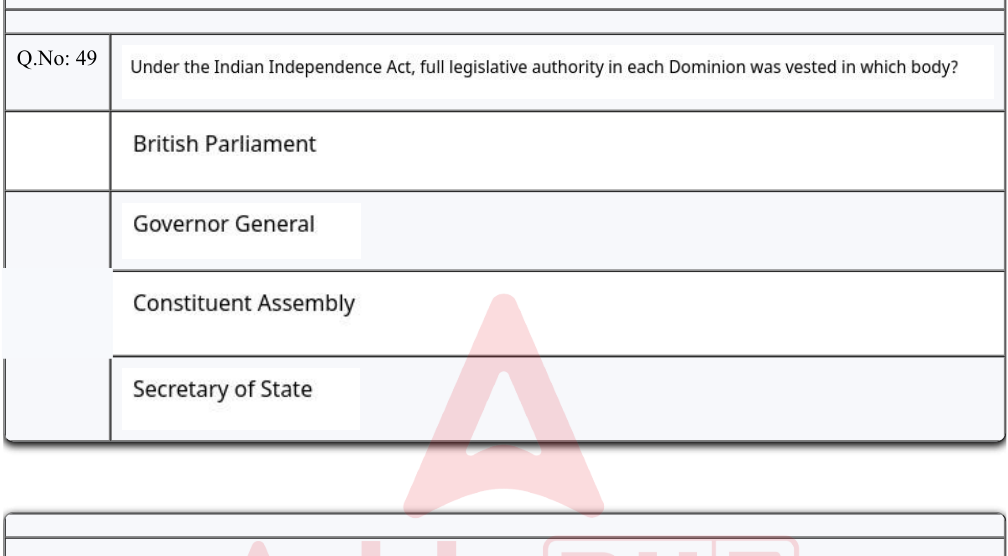 Q.No: 49
Under the Indian Independence Act, full legislative authority in each Dominion was vested in which body?
British Parliament
Governor General
Constituent Assembly
Secretary of State